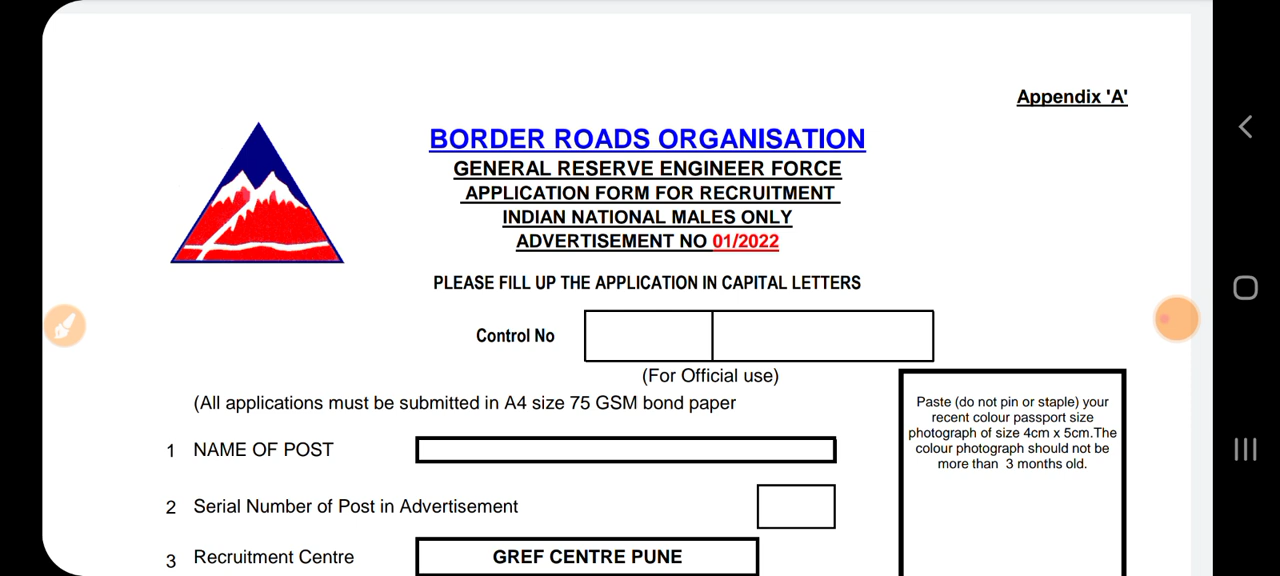 Appendix 'A'
BORDER ROADS ORGANISATION
GENERAL RESERVE ENGINEER FORCE
APPLICATION FORM FOR RECRUITMENT
INDIAN NATIONAL MALES ONLY
ADVERTISEMENT NO 01/2022
PLEASE FILL UP THE APPLICATION IN CAPITAL LETTERS
Control No
(For Official use)
(All applications must be submitted in A4 size 75 GSM bond paper
Paste (do not pin or staple) your
recent colour passport size
photograph of size 4cm x 5cm.The
colour photograph should not be
more than 3 months old.
1 NAME OF POST
2 Serial Number of Post in Advertisement
3 Recruitment Centre GREF CENTRE PUNE